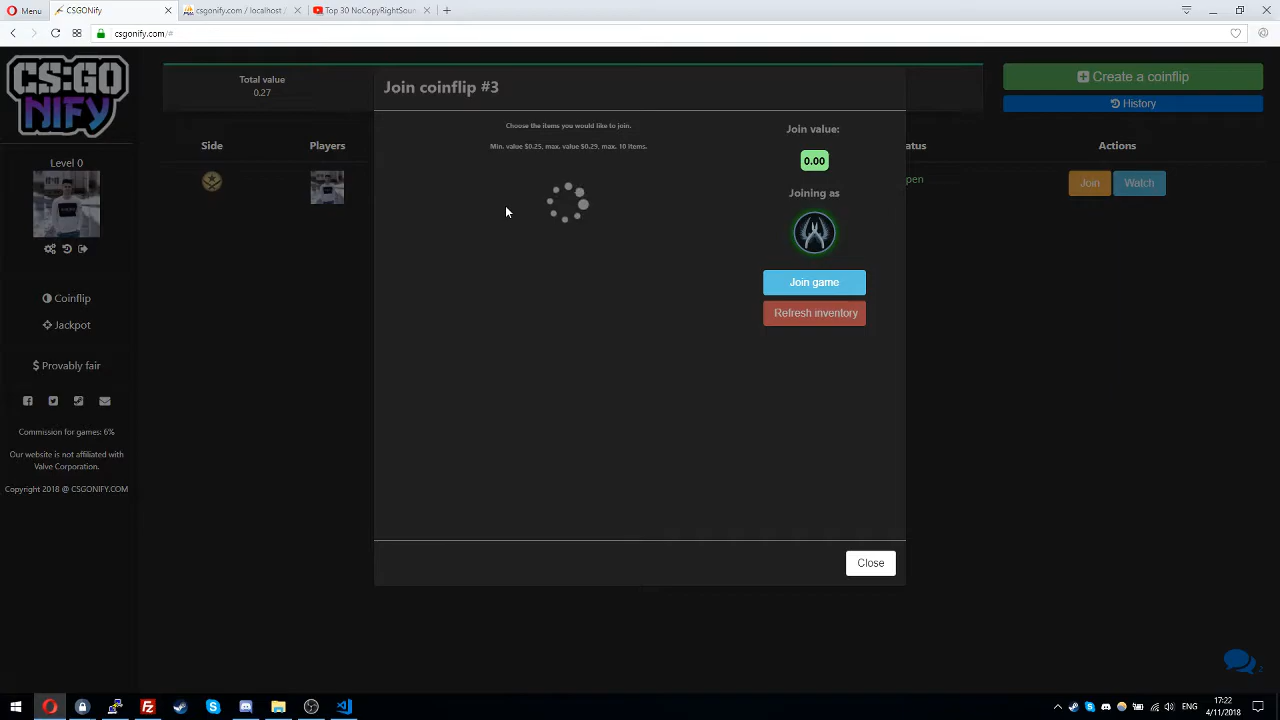 Menu
CSGONify
csgonify.com / localhost /
Top 30 NoCopyRightSoun
csgonify.com/#
CS:GO
NIFY
Total value
0.27
Join coinflip #3
Create a coinflip
History
Choose the items you would like to join.
Min. value $0.25, max. value $0.29, max. 10 items.
Join value:
0.00
Joining as
Join game
Refresh inventory
Close
Side
Players
atus
Actions
pen
Join
Watch
Level 0
Coinflip
Jackpot
Provably fair
Commission for games: 6%
Our website is not affiliated with
Valve Corporation.
Copyright 2018 @ CSGONIFY.COM
ENG
17:22
4/11/2018